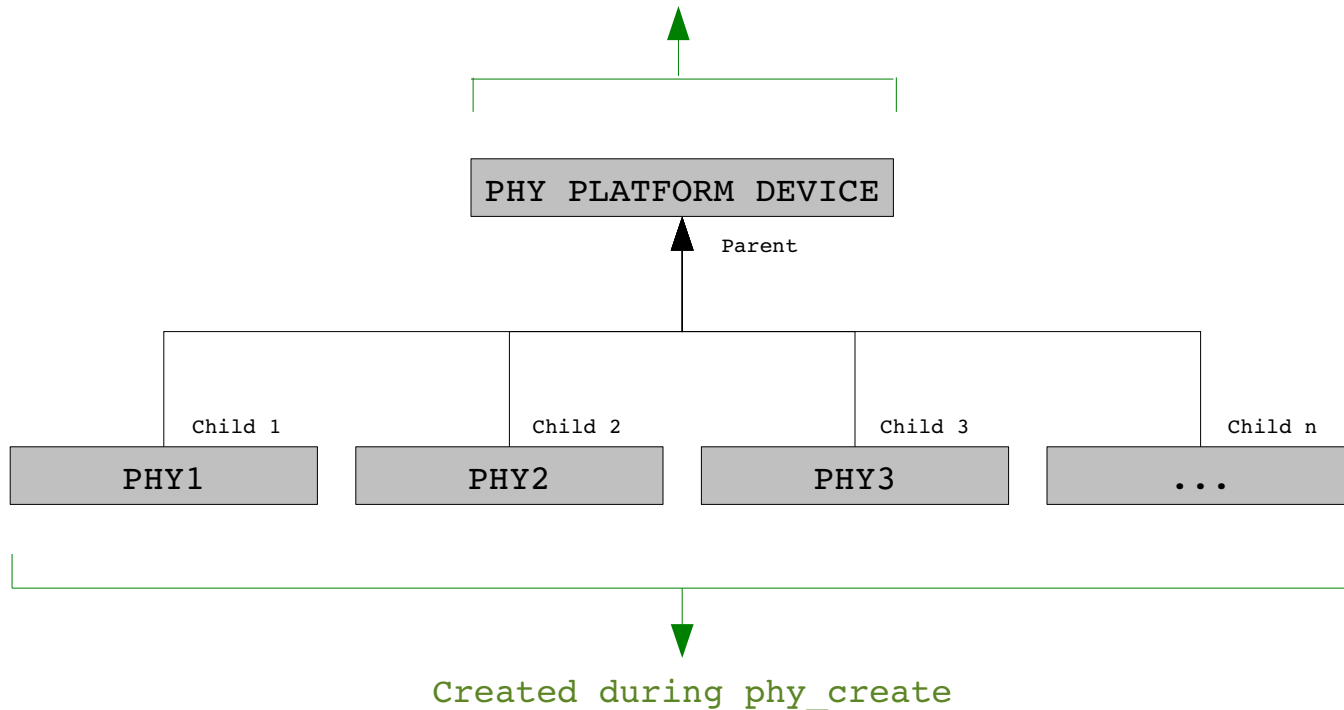 PHY PLATFORM DEVICE
Parent
Child 1
Child 2
Child 3
Child n
PHY1
PHY2
PHY3
...
Created during phy_create